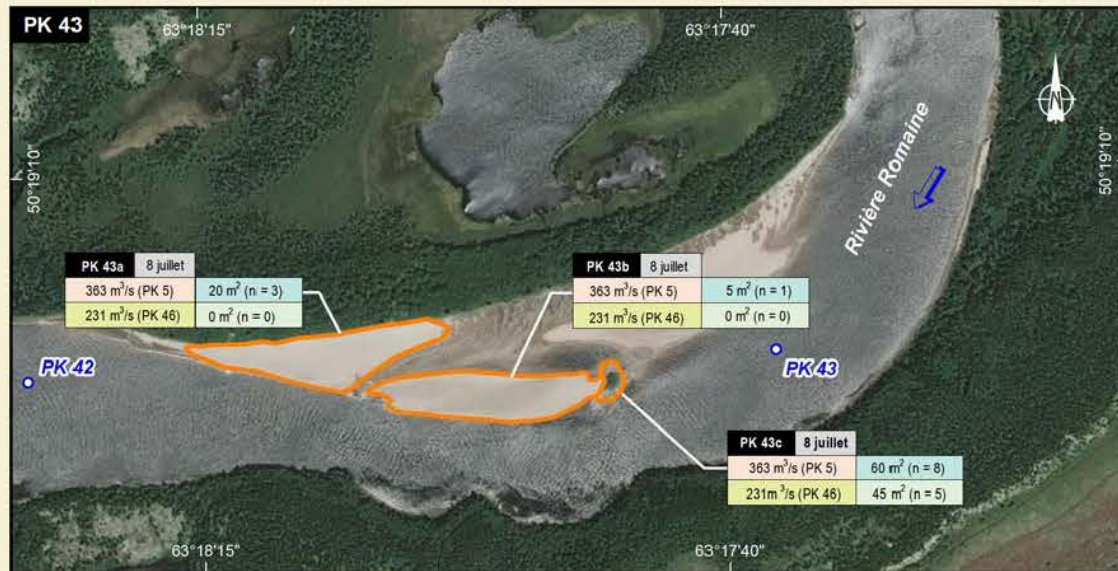 PK 43
63°18'15"
63°17'40"
N
50°19'10"
50°19'10"
Rivière Romaine
PK 43a 8 juillet
363 m³/s (PK 5) 20 m² (n = 3)
231 m³/s (PK 46) 0 m² (n = 0)
PK 43b 8 juillet
363 m³/s (PK 5) 5 m² (n = 1)
231 m³/s (PK 46) 0 m² (n = 0)
PK 42
PK 43
PK 43c 8 juillet
363 m³/s (PK 5) 60 m² (n = 8)
231m³/s (PK 46) 45 m² (n = 5)
63°18'15"
63°17'40"